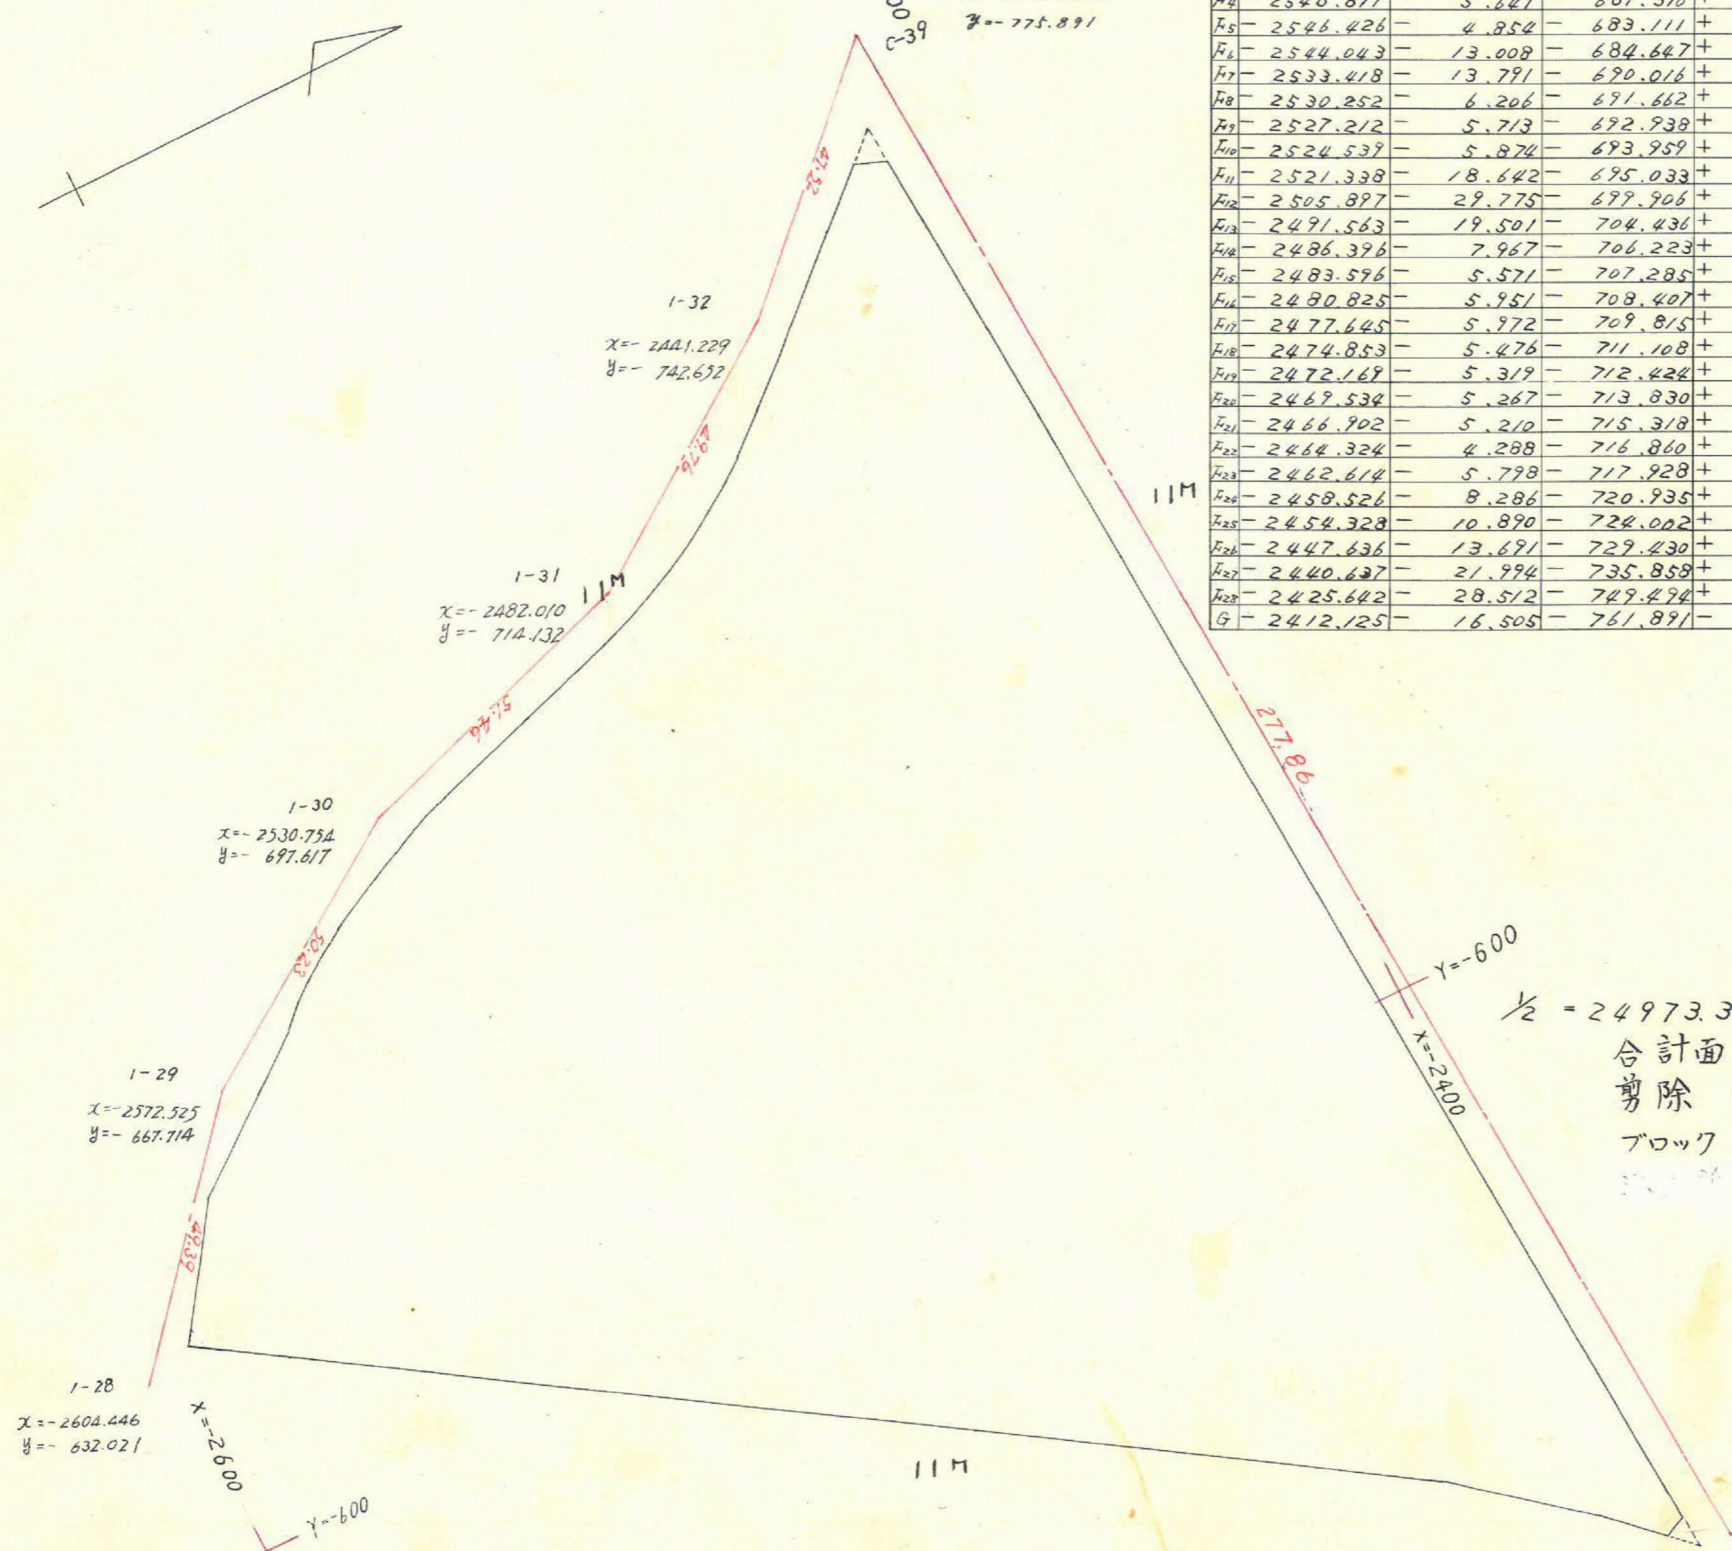 00
C-39
y=- 775.891
F5 - 2546.426 - 4.854 - 683.111 +
F6 - 2544.043 - 13.008 - 684.647 +
F7 - 2533.418 - 13.791 - 690.016 +
F8 - 2530.252 - 6.206 - 691.662 +
F9 - 2527.212 - 5.713 - 692.938 +
F10 - 2524.539 - 5.874 - 693.959 +
F11 - 2521.338 - 18.642 - 695.033 +
F12 - 2505.897 - 29.775 - 699.906 +
F13 - 2491.563 - 19.501 - 704.436 +
F14 - 2486.396 - 7.967 - 706.223 +
F15 - 2483.596 - 5.571 - 707.285 +
F16 - 2480.825 - 5.951 - 708.407 +
F17 - 2477.645 - 5.972 - 709.815 +
F18 - 2474.853 - 5.476 - 711.108 +
F19 - 2472.169 - 5.319 - 712.424 +
F20 - 2469.534 - 5.267 - 713.830 +
F21 - 2466.902 - 5.210 - 715.318 +
F22 - 2464.324 - 4.288 - 716.860 +
F23 - 2462.614 - 5.798 - 717.928 +
F24 - 2458.526 - 8.286 - 720.935 +
F25 - 2454.328 - 10.890 - 724.002 +
F26 - 2447.636 - 13.691 - 729.430 +
F27 - 2440.637 - 21.994 - 735.858 +
F28 - 2425.642 - 28.512 - 749.494 +
G - 2412.125 - 16.505 - 761.891 -
47.52
1-32
x=- 2441.229
y=- 742.652
49.76
11M
1-31
11M
x=- 2482.010
y=- 714.132
51.46
277.86
1-30
x=- 2530.754
y=- 697.617
50.23
Y=-600
X=-2400
1/2 = 24973.3
合計面
剪除
ブロック
1-29
x=-2572.525
y=- 667.714
49.39
1-28
x=-2604.446
y=- 632.021
X=-2600
Y=-600
11M